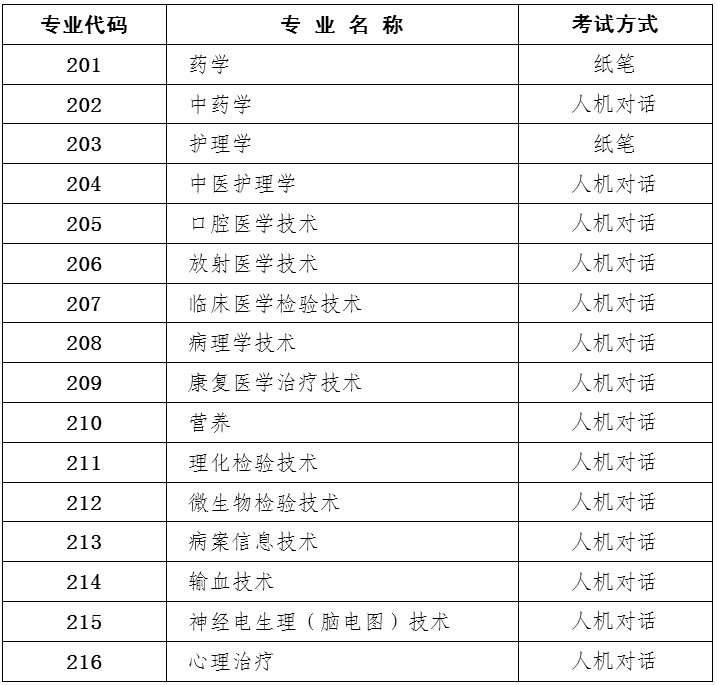 专业代码 专 业 名 称 考试方式
201 药学 纸笔
202 中药学 人机对话
203 护理学 纸笔
204 中医护理学 人机对话
205 口腔医学技术 人机对话
206 放射医学技术 人机对话
207 临床医学检验技术 人机对话
208 病理学技术 人机对话
209 康复医学治疗技术 人机对话
210 营养 人机对话
211 理化检验技术 人机对话
212 微生物检验技术 人机对话
213 病案信息技术 人机对话
214 输血技术 人机对话
215 神经电生理（脑电图）技术 人机对话
216 心理治疗 人机对话